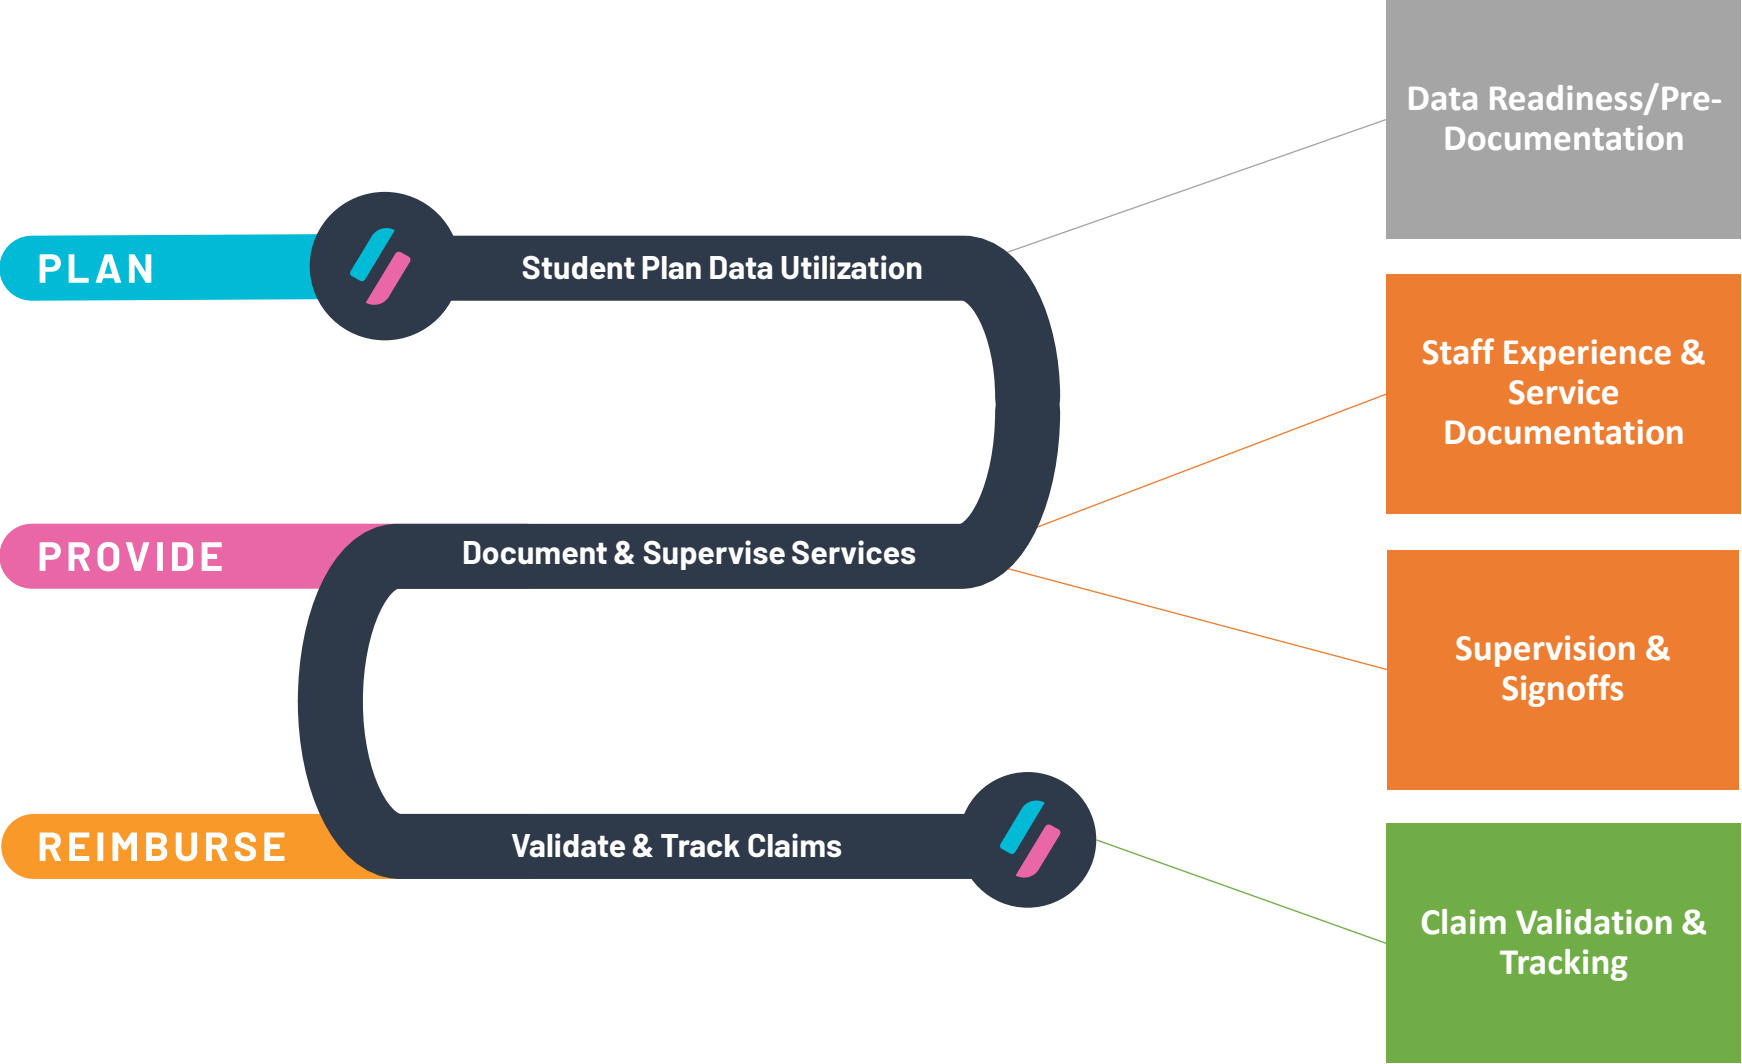 Data Readiness/Pre-
Documentation
PLAN
Student Plan Data Utilization
Staff Experience &
Service
Documentation
PROVIDE
Document & Supervise Services
Supervision &
Signoffs
REIMBURSE
Validate & Track Claims
Claim Validation &
Tracking